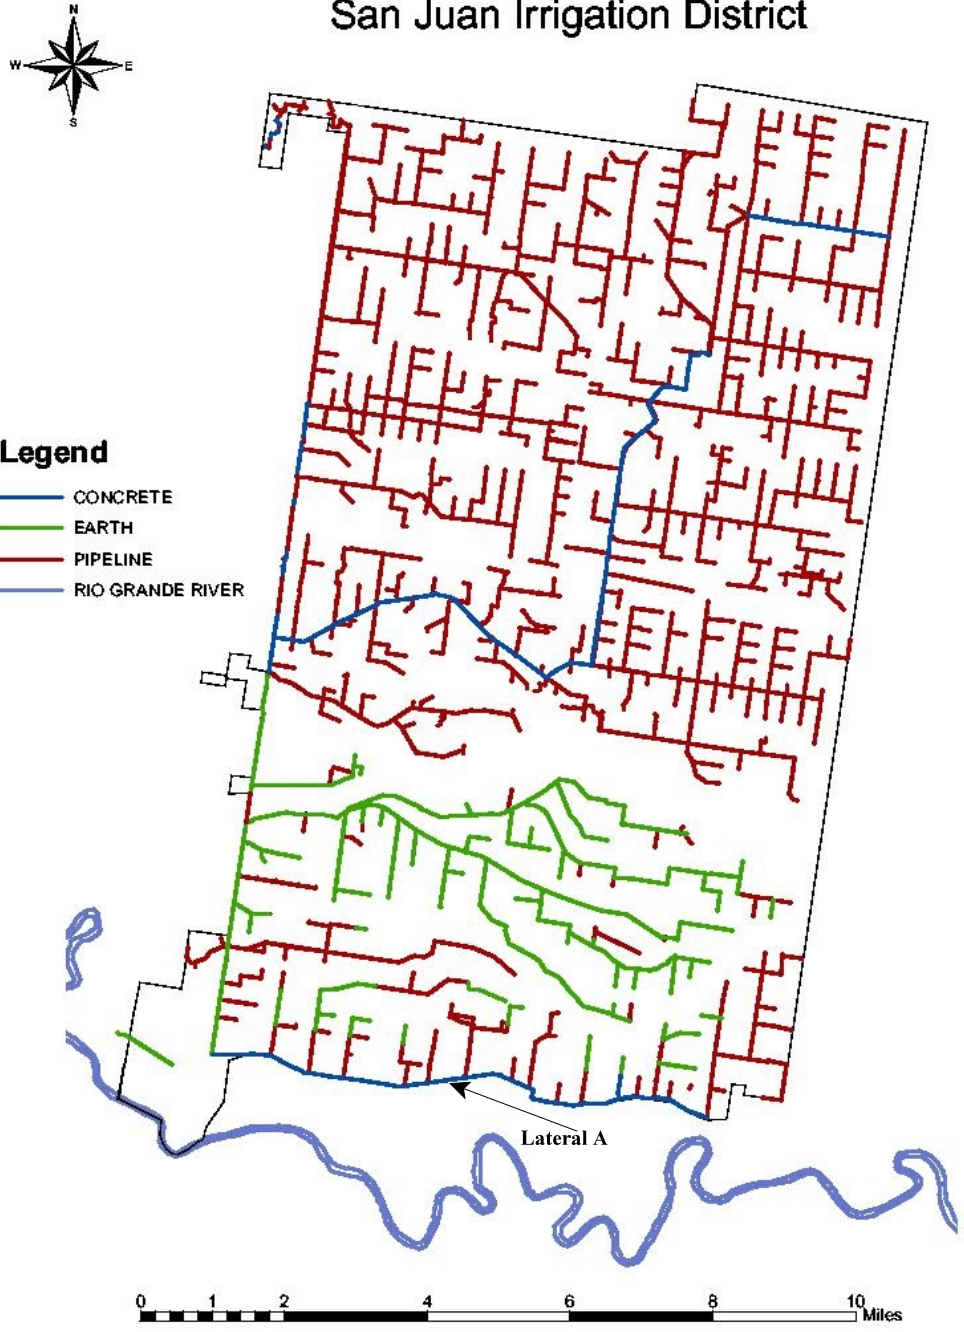 San Juan Irrigation District
N
W
E
S
Legend
CONCRETE
EARTH
PIPELINE
RIO GRANDE RIVER
Lateral A
0 1 2 4 6 8 10
Miles